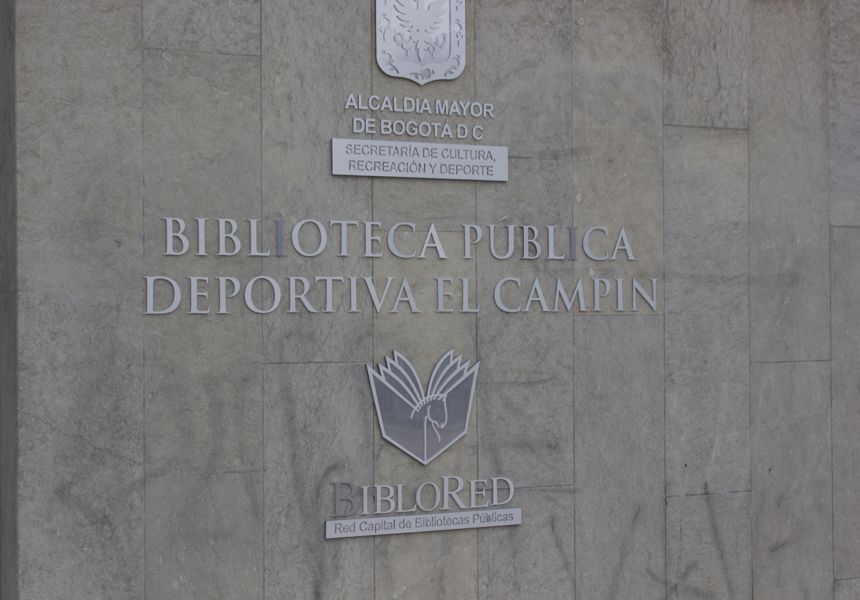 ALCALDÍA MAYOR
DE BOGOTÁ D C
SECRETARÍA DE CULTURA,
RECREACIÓN Y DEPORTE
BIBLIOTECA PÚBLICA
DEPORTIVA EL CAMPIN
BIBLORED
Red Capital de Bibliotecas Públicas